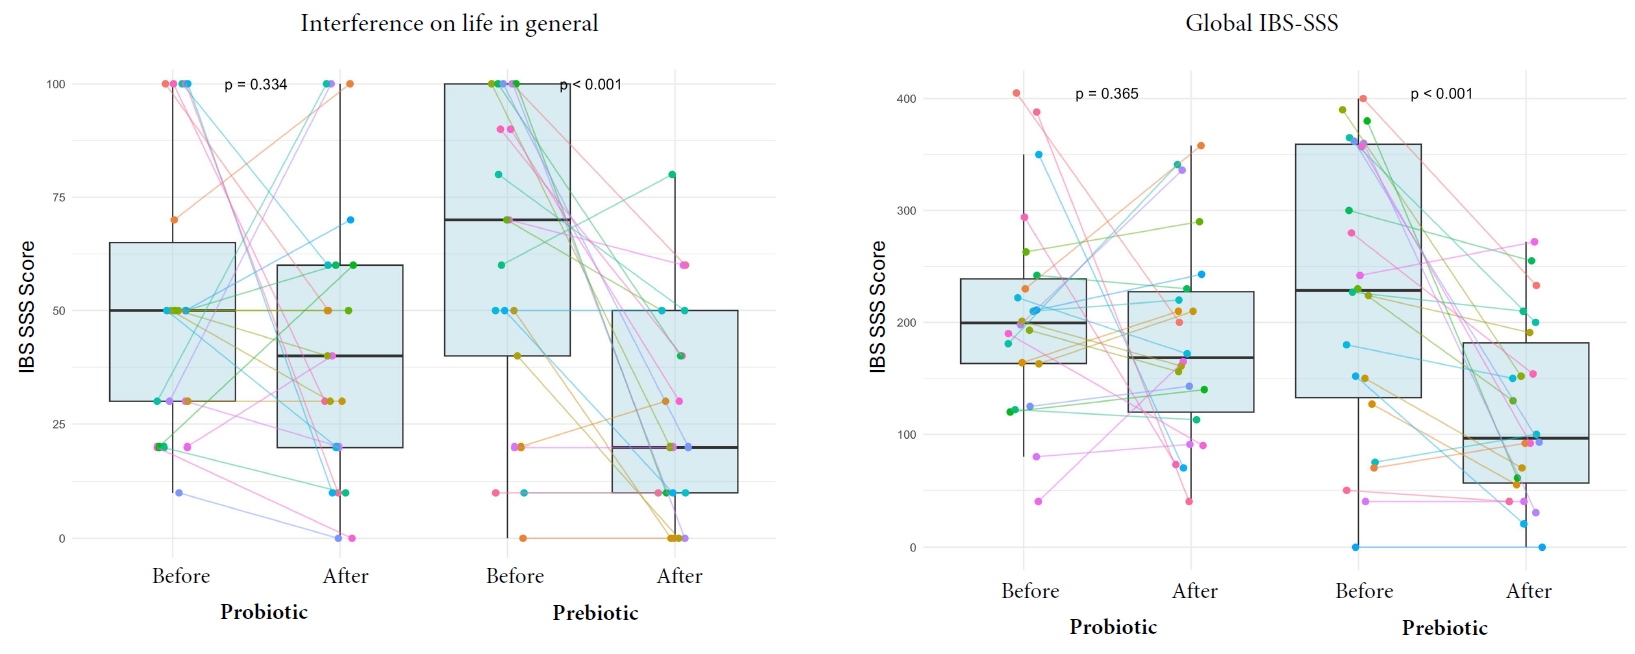 Interference on life in general
IBS SSS Score
100
75
50
25
0
p = 0.334
p < 0.001
Before
After
Before
After
Probiotic
Prebiotic
Global IBS-SSS
IBS SSS Score
400
300
200
100
0
p = 0.365
p < 0.001
Before
After
Before
After
Probiotic
Prebiotic